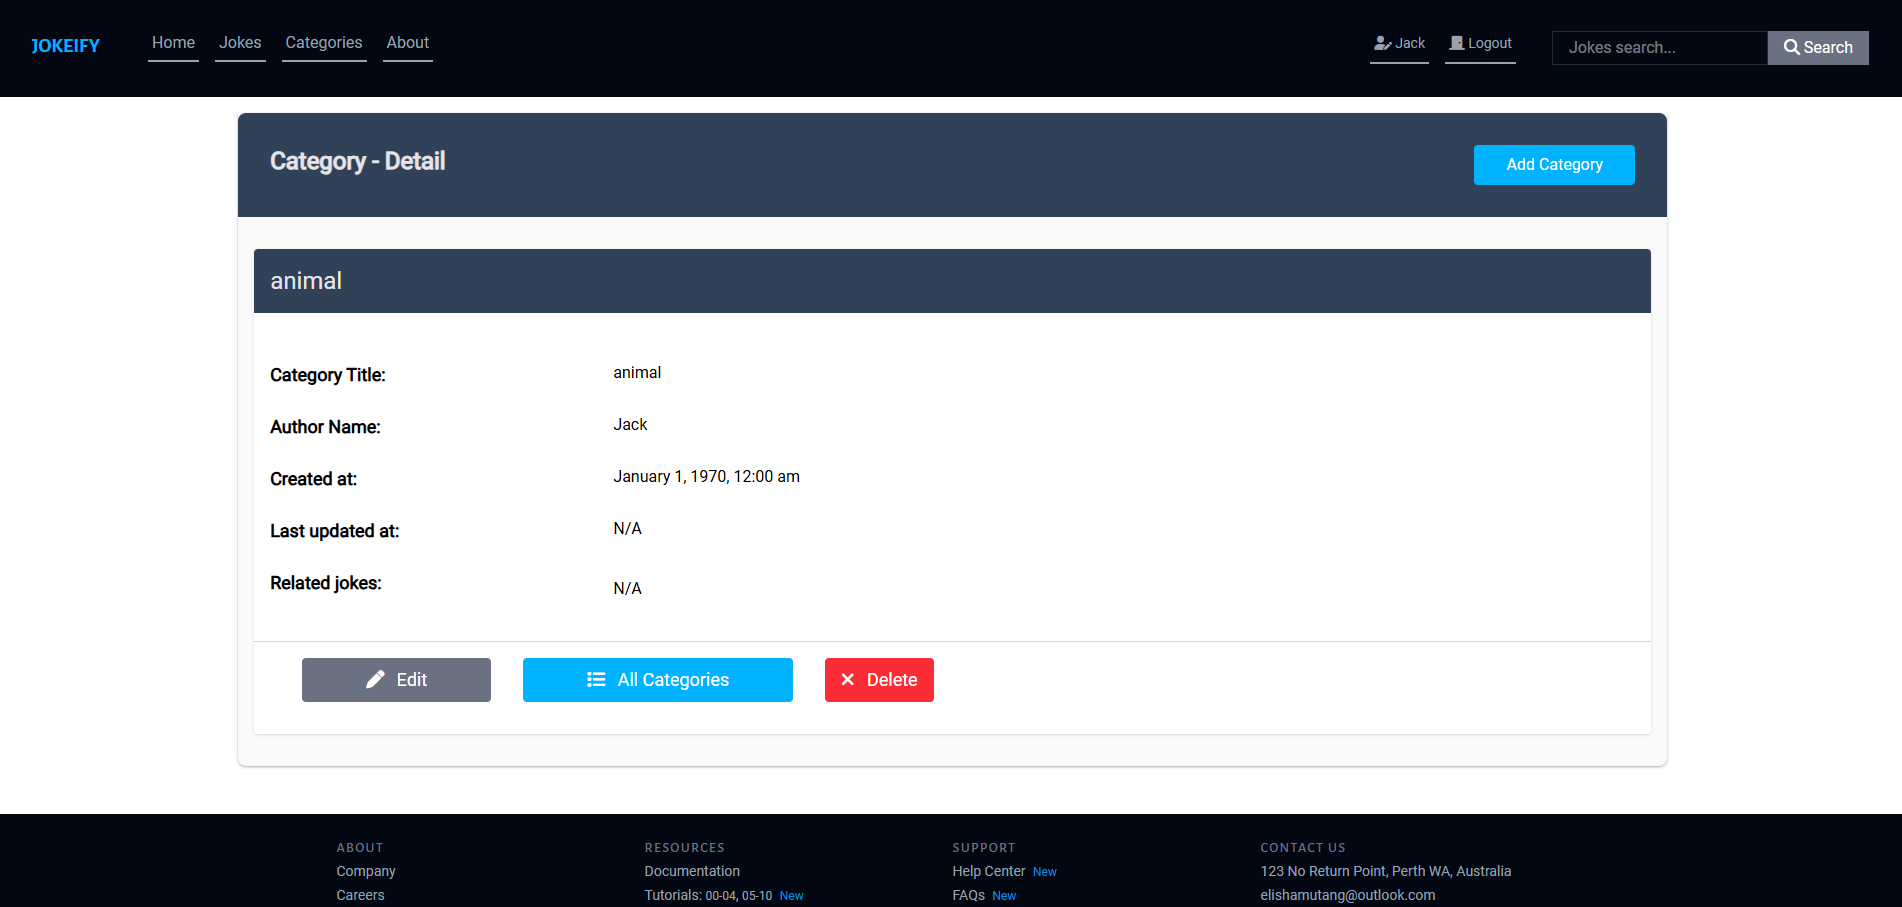 JOKEIFY Home Jokes Categories About Jack Logout Jokes search... Search
Category - Detail Add Category
animal
Category Title: animal
Author Name: Jack
Created at: January 1, 1970, 12:00 am
Last updated at: N/A
Related jokes: N/A
Edit All Categories Delete
ABOUT RESOURCES SUPPORT CONTACT US
Company Documentation Help Center New 123 No Return Point, Perth WA, Australia
Careers Tutorials: 00-04, 05-10 New FAQs New elishamutang@outlook.com